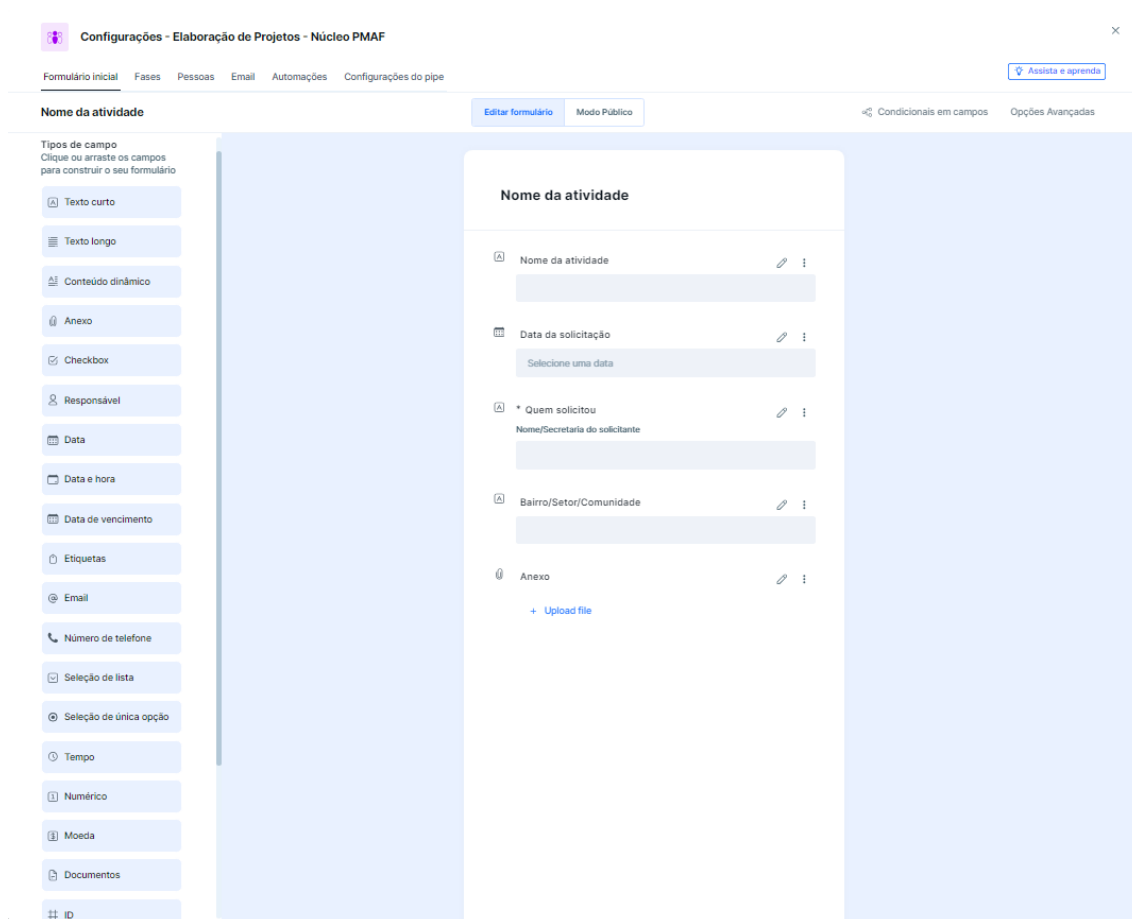 Configurações - Elaboração de Projetos - Núcleo PMAF
Formulário inicial Fases Pessoas Email Automações Configurações do pipe
Assista e aprenda
Nome da atividade
Editar formulário Modo Público
Condicionais em campos Opções Avançadas
Tipos de campo
Clique ou arraste os campos
para construir o seu formulário
Texto curto
Texto longo
Conteúdo dinâmico
Anexo
Checkbox
Responsável
Data
Data e hora
Data de vencimento
Etiquetas
Email
Número de telefone
Seleção de lista
Seleção de única opção
Tempo
Numérico
Moeda
Documentos
ID
Nome da atividade
Nome da atividade
Data da solicitação
Selecione uma data
* Quem solicitou
Nome/Secretaria do solicitante
Bairro/Setor/Comunidade
Anexo
+ Upload file